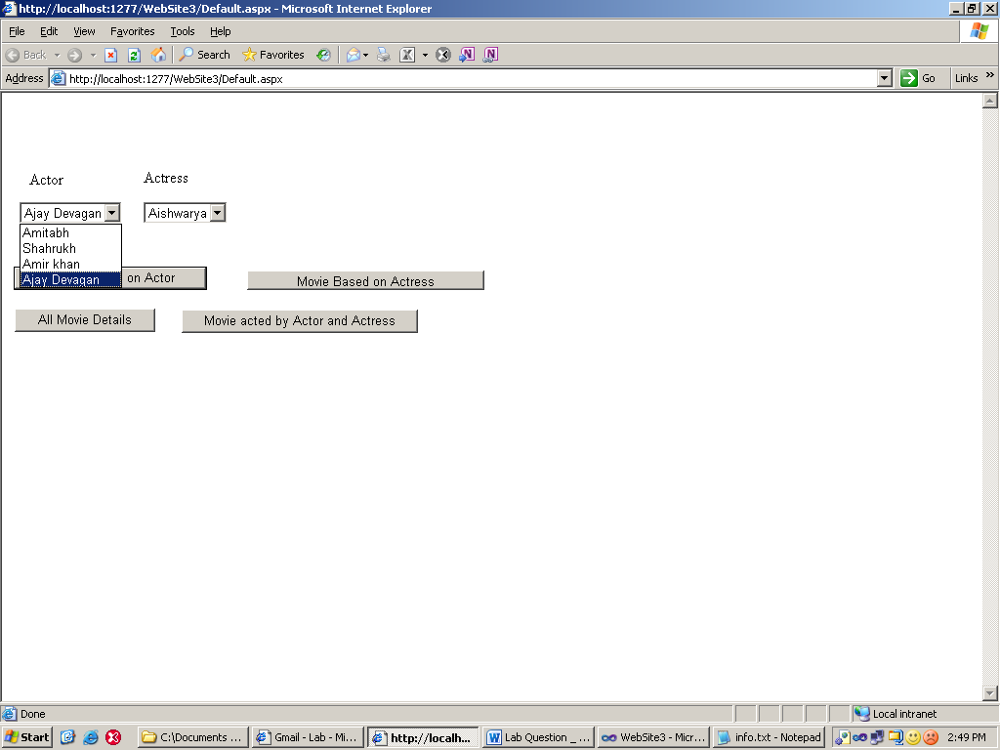 http://localhost:1277/WebSite3/Default.aspx - Microsoft Internet Explorer
File Edit View Favorites Tools Help
Back Search Favorites
Address http://localhost:1277/WebSite3/Default.aspx Go Links »
Actor Actress
Ajay Devagan Aishwarya
Amitabh
Shahrukh
Amir khan
Ajay Devagan on Actor Movie Based on Actress
All Movie Details Movie acted by Actor and Actress
Done Local intranet
Start C:\Documents ... Gmail - Lab - Mi... http://localh... Lab Question _ ... WebSite3 - Micr... info.txt - Notepad 2:49 PM